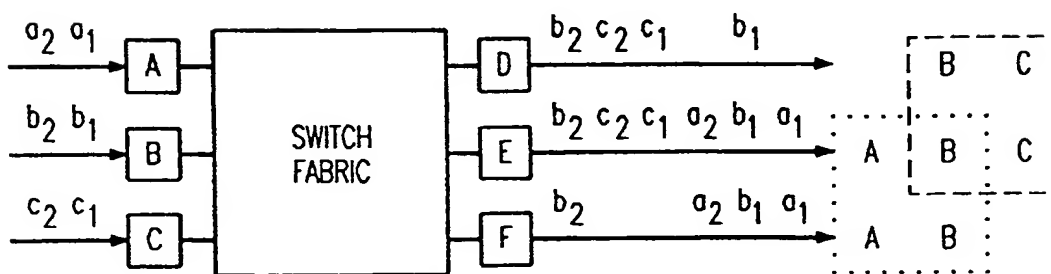 a₂ a₁ A D b₂ c₂ c₁ b₁ B C
b₂ b₁ B SWITCH FABRIC E b₂ c₂ c₁ a₂ b₁ a₁ A B C
c₂ c₁ C F b₂ a₂ b₁ a₁ A B